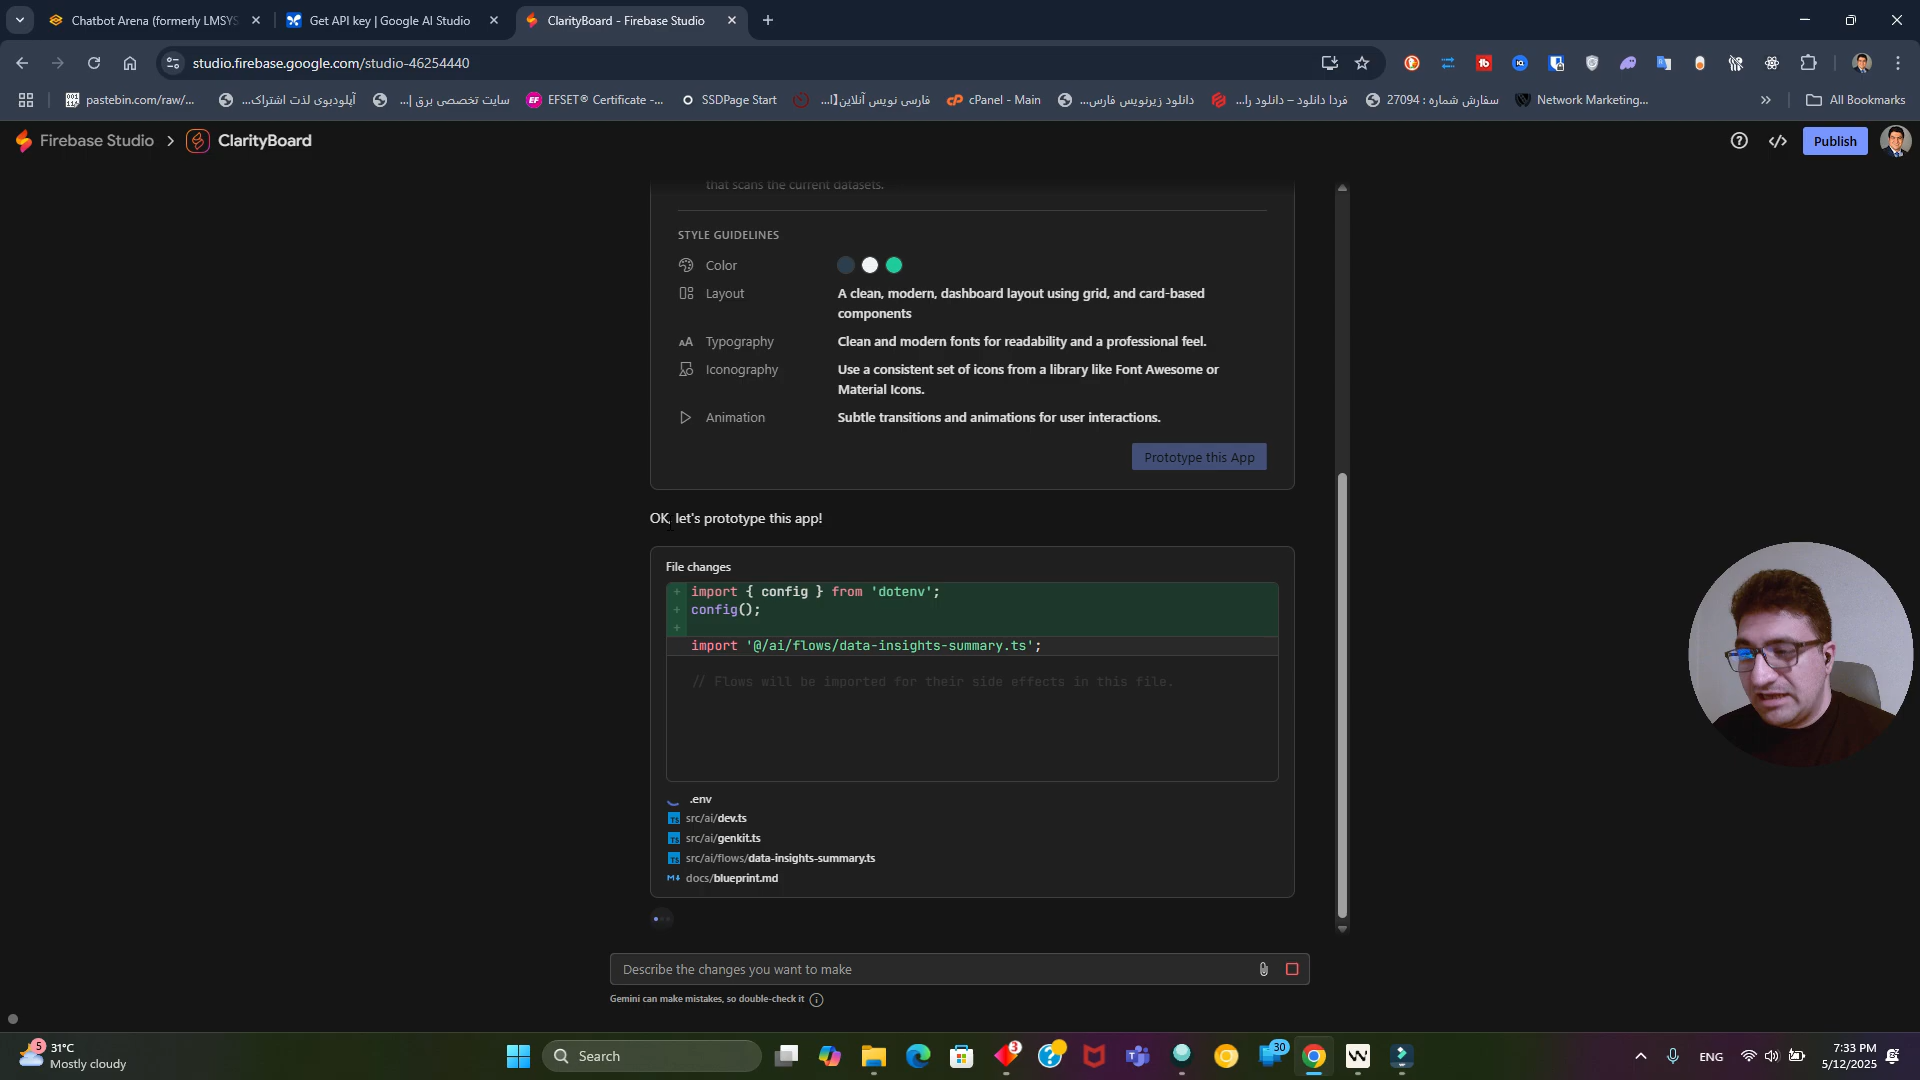 Chatbot Arena (formerly LMSYS
Get API key | Google AI Studio
ClarityBoard - Firebase Studio
studio.firebase.google.com/studio-46254440
pastebin.com/raw/...
آپلودبوی لذت اشتراک...
سایت تخصصی برق |...
EFSET® Certificate -...
SSDPage Start
فارسی نویس آنلاین |ا...
cPanel - Main
دانلود زیرنویس فارس...
فردا دانلود – دانلود را...
سفارش شماره : 27094
Network Marketing...
All Bookmarks
Firebase Studio
ClarityBoard
Publish
that scans the current datasets.
STYLE GUIDELINES
Color
Layout
A clean, modern, dashboard layout using grid, and card-based
components
Typography
Clean and modern fonts for readability and a professional feel.
Iconography
Use a consistent set of icons from a library like Font Awesome or
Material Icons.
Animation
Subtle transitions and animations for user interactions.
Prototype this App
OK, let's prototype this app!
File changes
+ import { config } from 'dotenv';
+ config();
+
import '@/ai/flows/data-insights-summary.ts';
// Flows will be imported for their side effects in this file.
.env
src/ai/dev.ts
src/ai/genkit.ts
src/ai/flows/data-insights-summary.ts
docs/blueprint.md
Describe the changes you want to make
Gemini can make mistakes, so double-check it
5
31°C
Mostly cloudy
Search
3
30
ENG
7:33 PM
5/12/2025